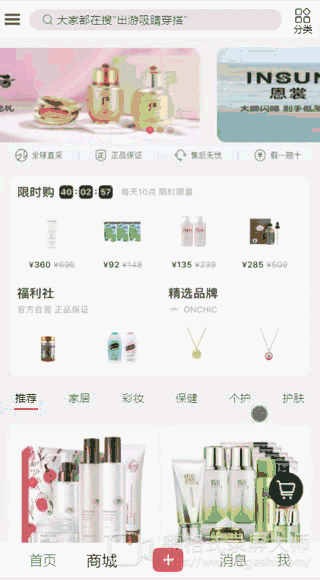 大家都在搜"出游吸睛穿搭"
分类
INSUN
恩裳
全球直采 正品保证 售后无忧 假一赔十
限时购 40:02:57 每天10点 限时限量
¥360 ¥695 ¥92 ¥148 ¥135 ¥239 ¥285 ¥609
福利社 精选品牌
官方自营 正品保证 ONCHIC
推荐 家居 彩妆 保健 个护 护肤
首页 商城 + 消息 我